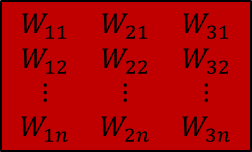 W₁₁ W₂₁ W₃₁
W₁₂ W₂₂ W₃₂
⋮ ⋮ ⋮
W₁ₙ W₂ₙ W₃ₙ